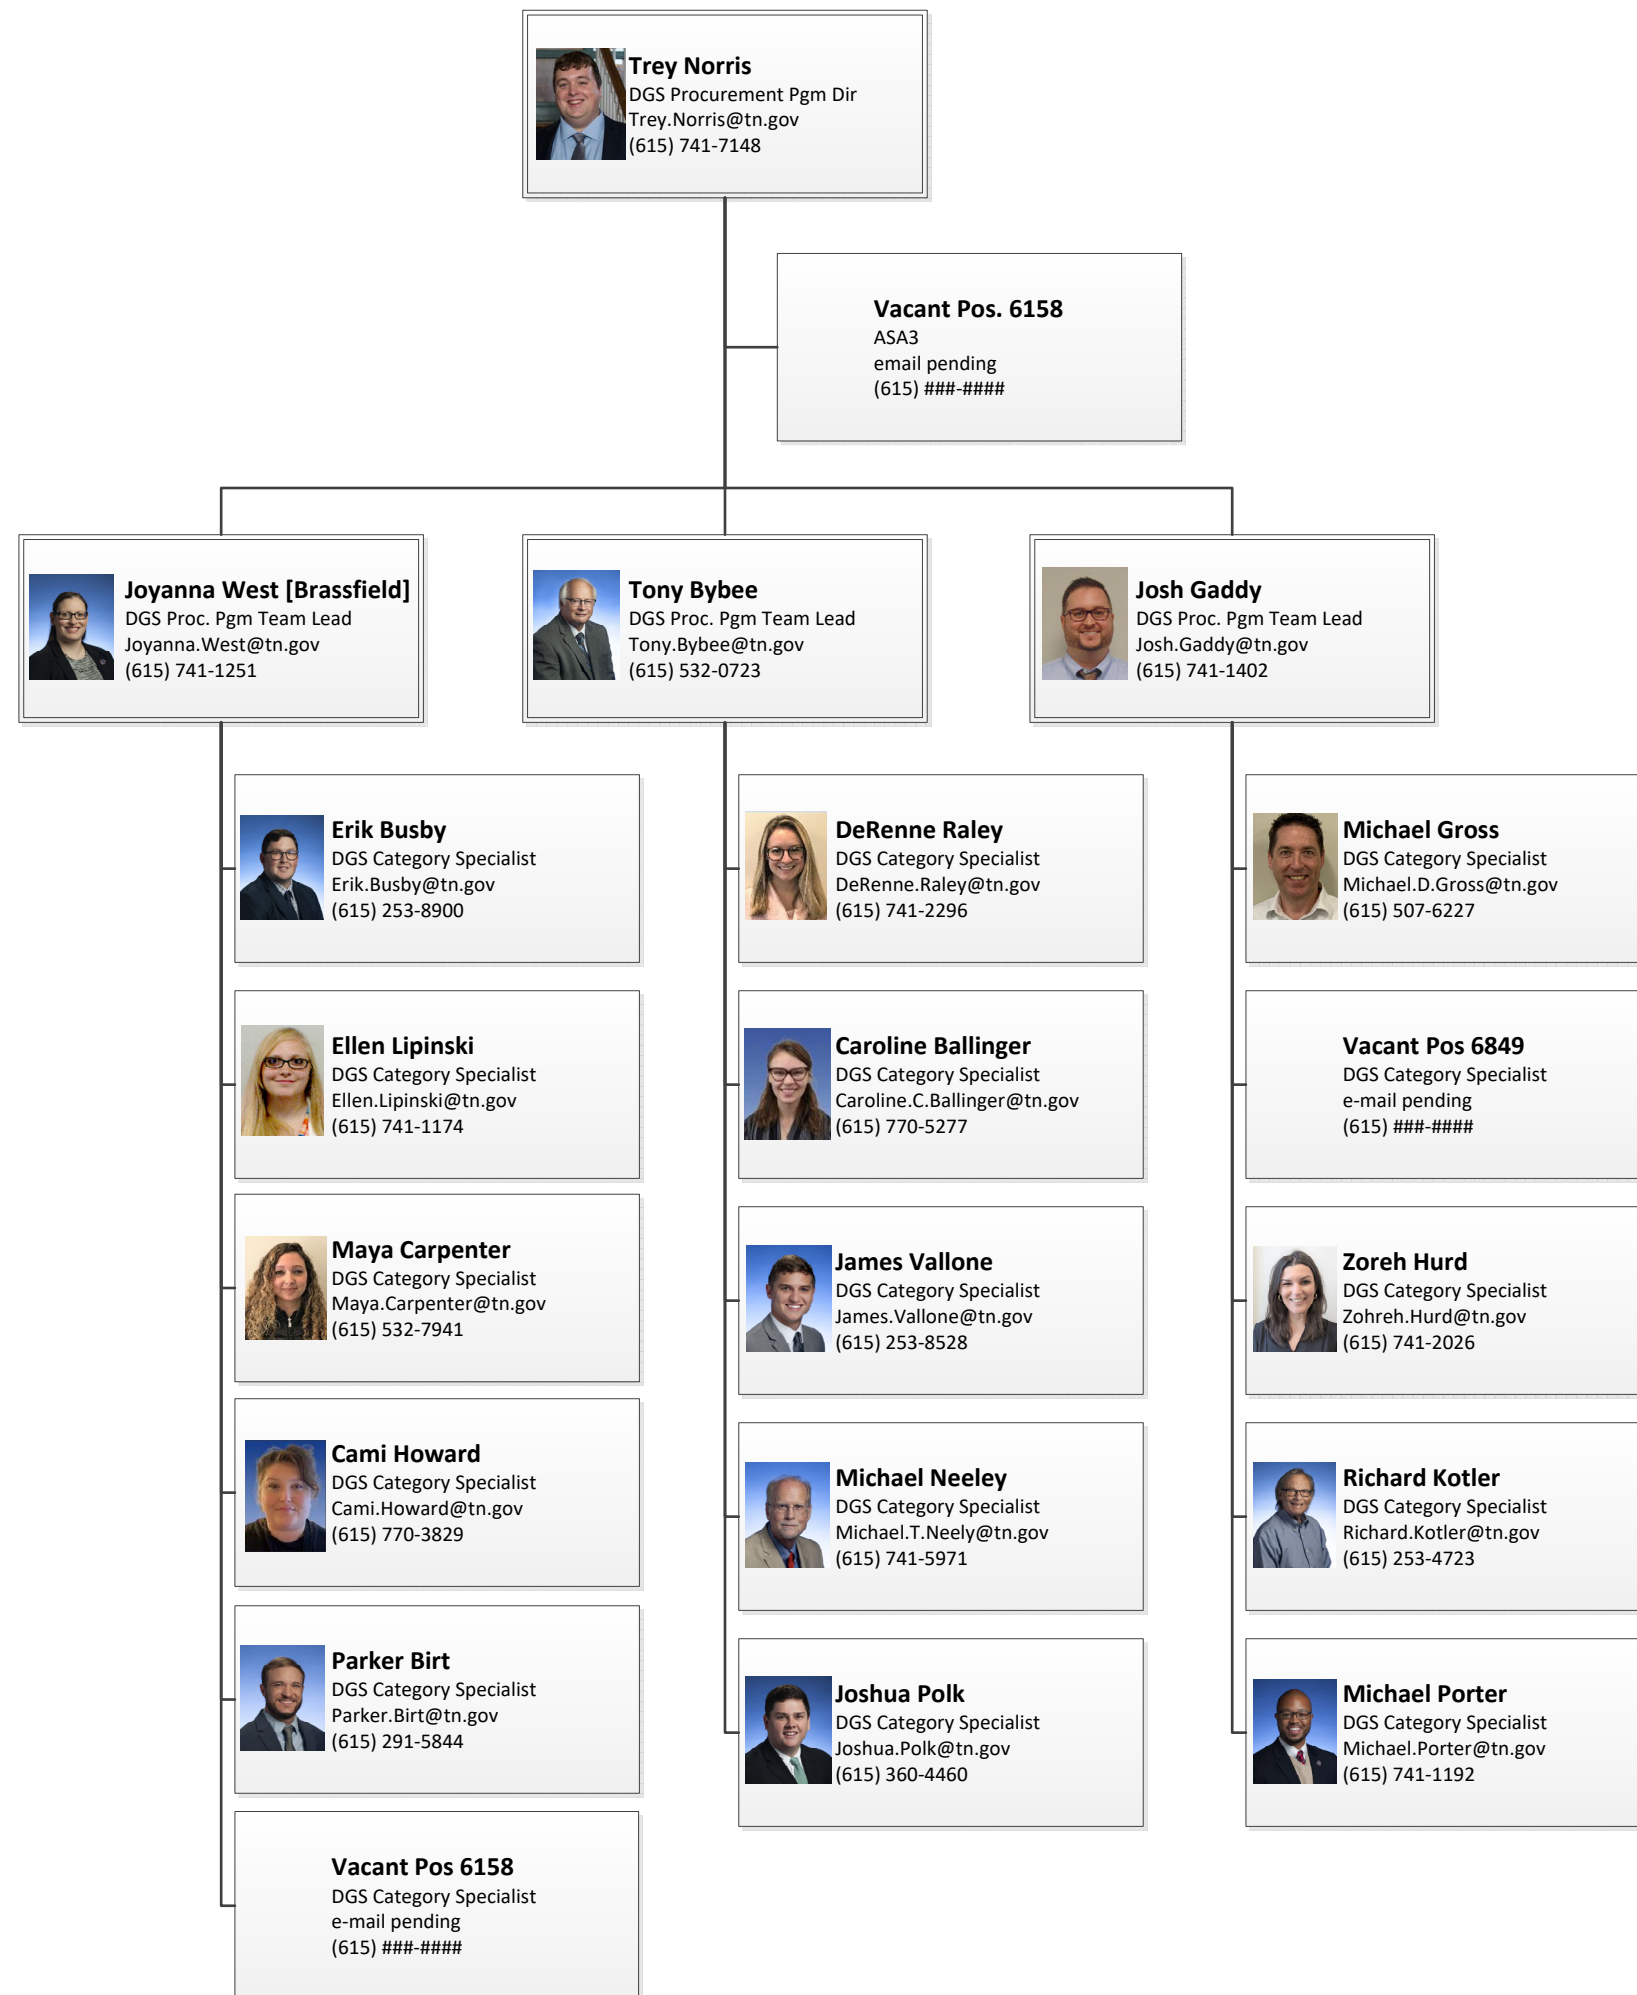 Trey Norris
DGS Procurement Pgm Dir
Trey.Norris@tn.gov
(615) 741-7148
Vacant Pos. 6158
ASA3
email pending
(615) ###-####
Joyanna West [Brassfield]
DGS Proc. Pgm Team Lead
Joyanna.West@tn.gov
(615) 741-1251
Tony Bybee
DGS Proc. Pgm Team Lead
Tony.Bybee@tn.gov
(615) 532-0723
Josh Gaddy
DGS Proc. Pgm Team Lead
Josh.Gaddy@tn.gov
(615) 741-1402
Erik Busby
DGS Category Specialist
Erik.Busby@tn.gov
(615) 253-8900
Ellen Lipinski
DGS Category Specialist
Ellen.Lipinski@tn.gov
(615) 741-1174
Maya Carpenter
DGS Category Specialist
Maya.Carpenter@tn.gov
(615) 532-7941
Cami Howard
DGS Category Specialist
Cami.Howard@tn.gov
(615) 770-3829
Parker Birt
DGS Category Specialist
Parker.Birt@tn.gov
(615) 291-5844
Vacant Pos 6158
DGS Category Specialist
e-mail pending
(615) ###-####
DeRenne Raley
DGS Category Specialist
DeRenne.Raley@tn.gov
(615) 741-2296
Caroline Ballinger
DGS Category Specialist
Caroline.C.Ballinger@tn.gov
(615) 770-5277
James Vallone
DGS Category Specialist
James.Vallone@tn.gov
(615) 253-8528
Michael Neeley
DGS Category Specialist
Michael.T.Neely@tn.gov
(615) 741-5971
Joshua Polk
DGS Category Specialist
Joshua.Polk@tn.gov
(615) 360-4460
Michael Gross
DGS Category Specialist
Michael.D.Gross@tn.gov
(615) 507-6227
Vacant Pos 6849
DGS Category Specialist
e-mail pending
(615) ###-####
Zoreh Hurd
DGS Category Specialist
Zohreh.Hurd@tn.gov
(615) 741-2026
Richard Kotler
DGS Category Specialist
Richard.Kotler@tn.gov
(615) 253-4723
Michael Porter
DGS Category Specialist
Michael.Porter@tn.gov
(615) 741-1192